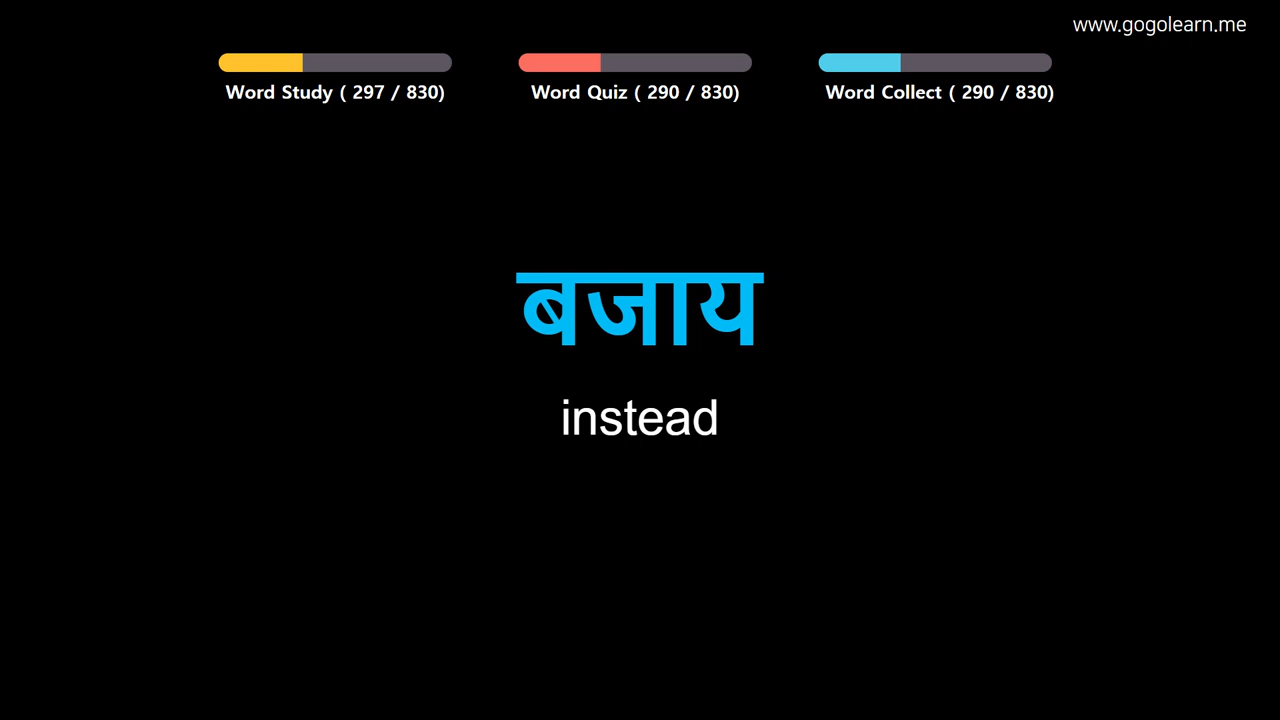 www.gogolearn.me
Word Study ( 297 / 830)
Word Quiz ( 290 / 830)
Word Collect ( 290 / 830)
बजाय
instead